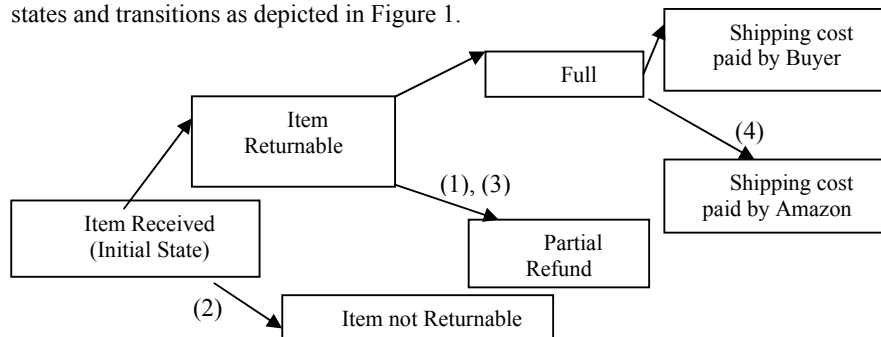 states and transitions as depicted in Figure 1.
Shipping cost
paid by Buyer
Full
Item
Returnable
(4)
(1), (3)
Shipping cost
paid by Amazon
Item Received
(Initial State)
Partial
Refund
(2)
Item not Returnable